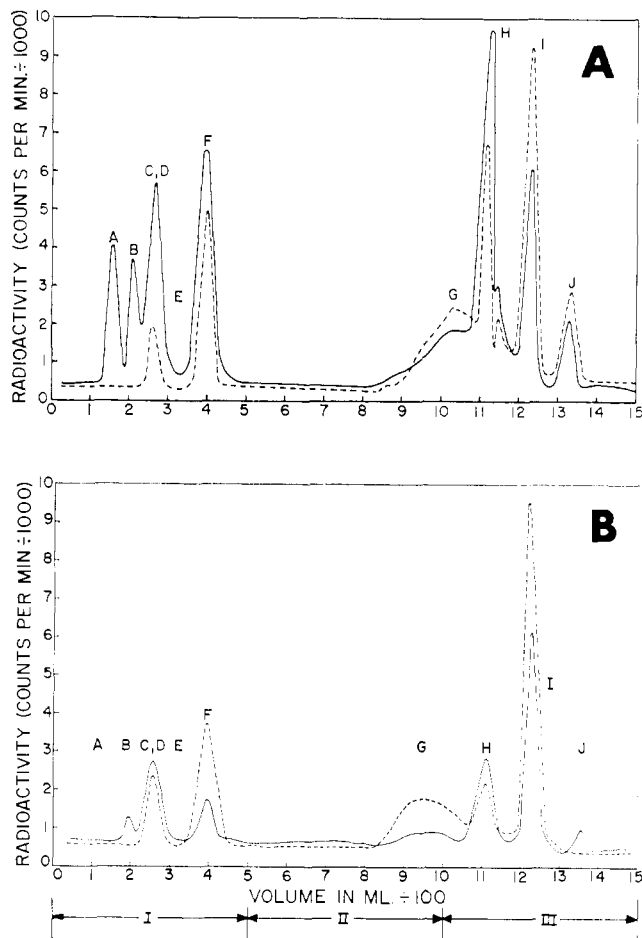 A
RADIOACTIVITY (COUNTS PER MIN. ÷1000)
10
9
8
7
6
5
4
3
2
1
0
A B C,D E F G H I J
0 1 2 3 4 5 6 7 8 9 10 11 12 13 14 15
B
RADIOACTIVITY (COUNTS PER MIN ÷1000)
10
9
8
7
6
5
4
3
2
1
0
A B C,D E F G H I J
0 1 2 3 4 5 6 7 8 9 10 11 12 13 14 15
VOLUME IN ML. ÷100
I II III